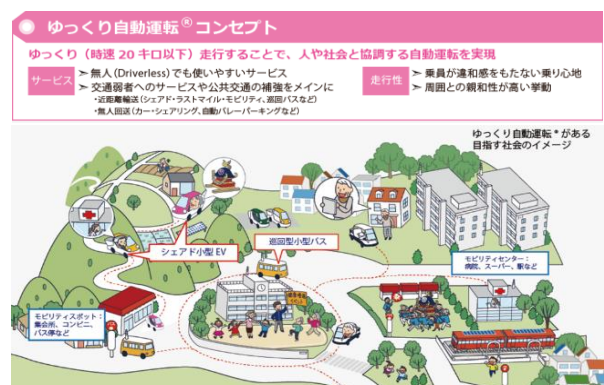 ゆっくり自動運転® コンセプト
ゆっくり（時速 20 キロ以下）走行することで、人や社会と協調する自動運転を実現
サービス
➣ 無人（Driverless）でも使いやすいサービス
➣ 交通弱者へのサービスや公共交通の補強をメインに
・近距離輸送（シェアド・ラストマイル・モビリティ、巡回バスなど）
・無人回送（カー・シェアリング、自動バレーパーキングなど）
走行性
➣ 乗員が違和感をもたない乗り心地
➣ 周囲との親和性が高い挙動
ゆっくり自動運転® がある
目指す社会のイメージ
シェアド小型 EV
巡回型小型バス
モビリティセンター：
病院、スーパー、駅など
モビリティスポット：
集会所、コンビニ、
バス停など